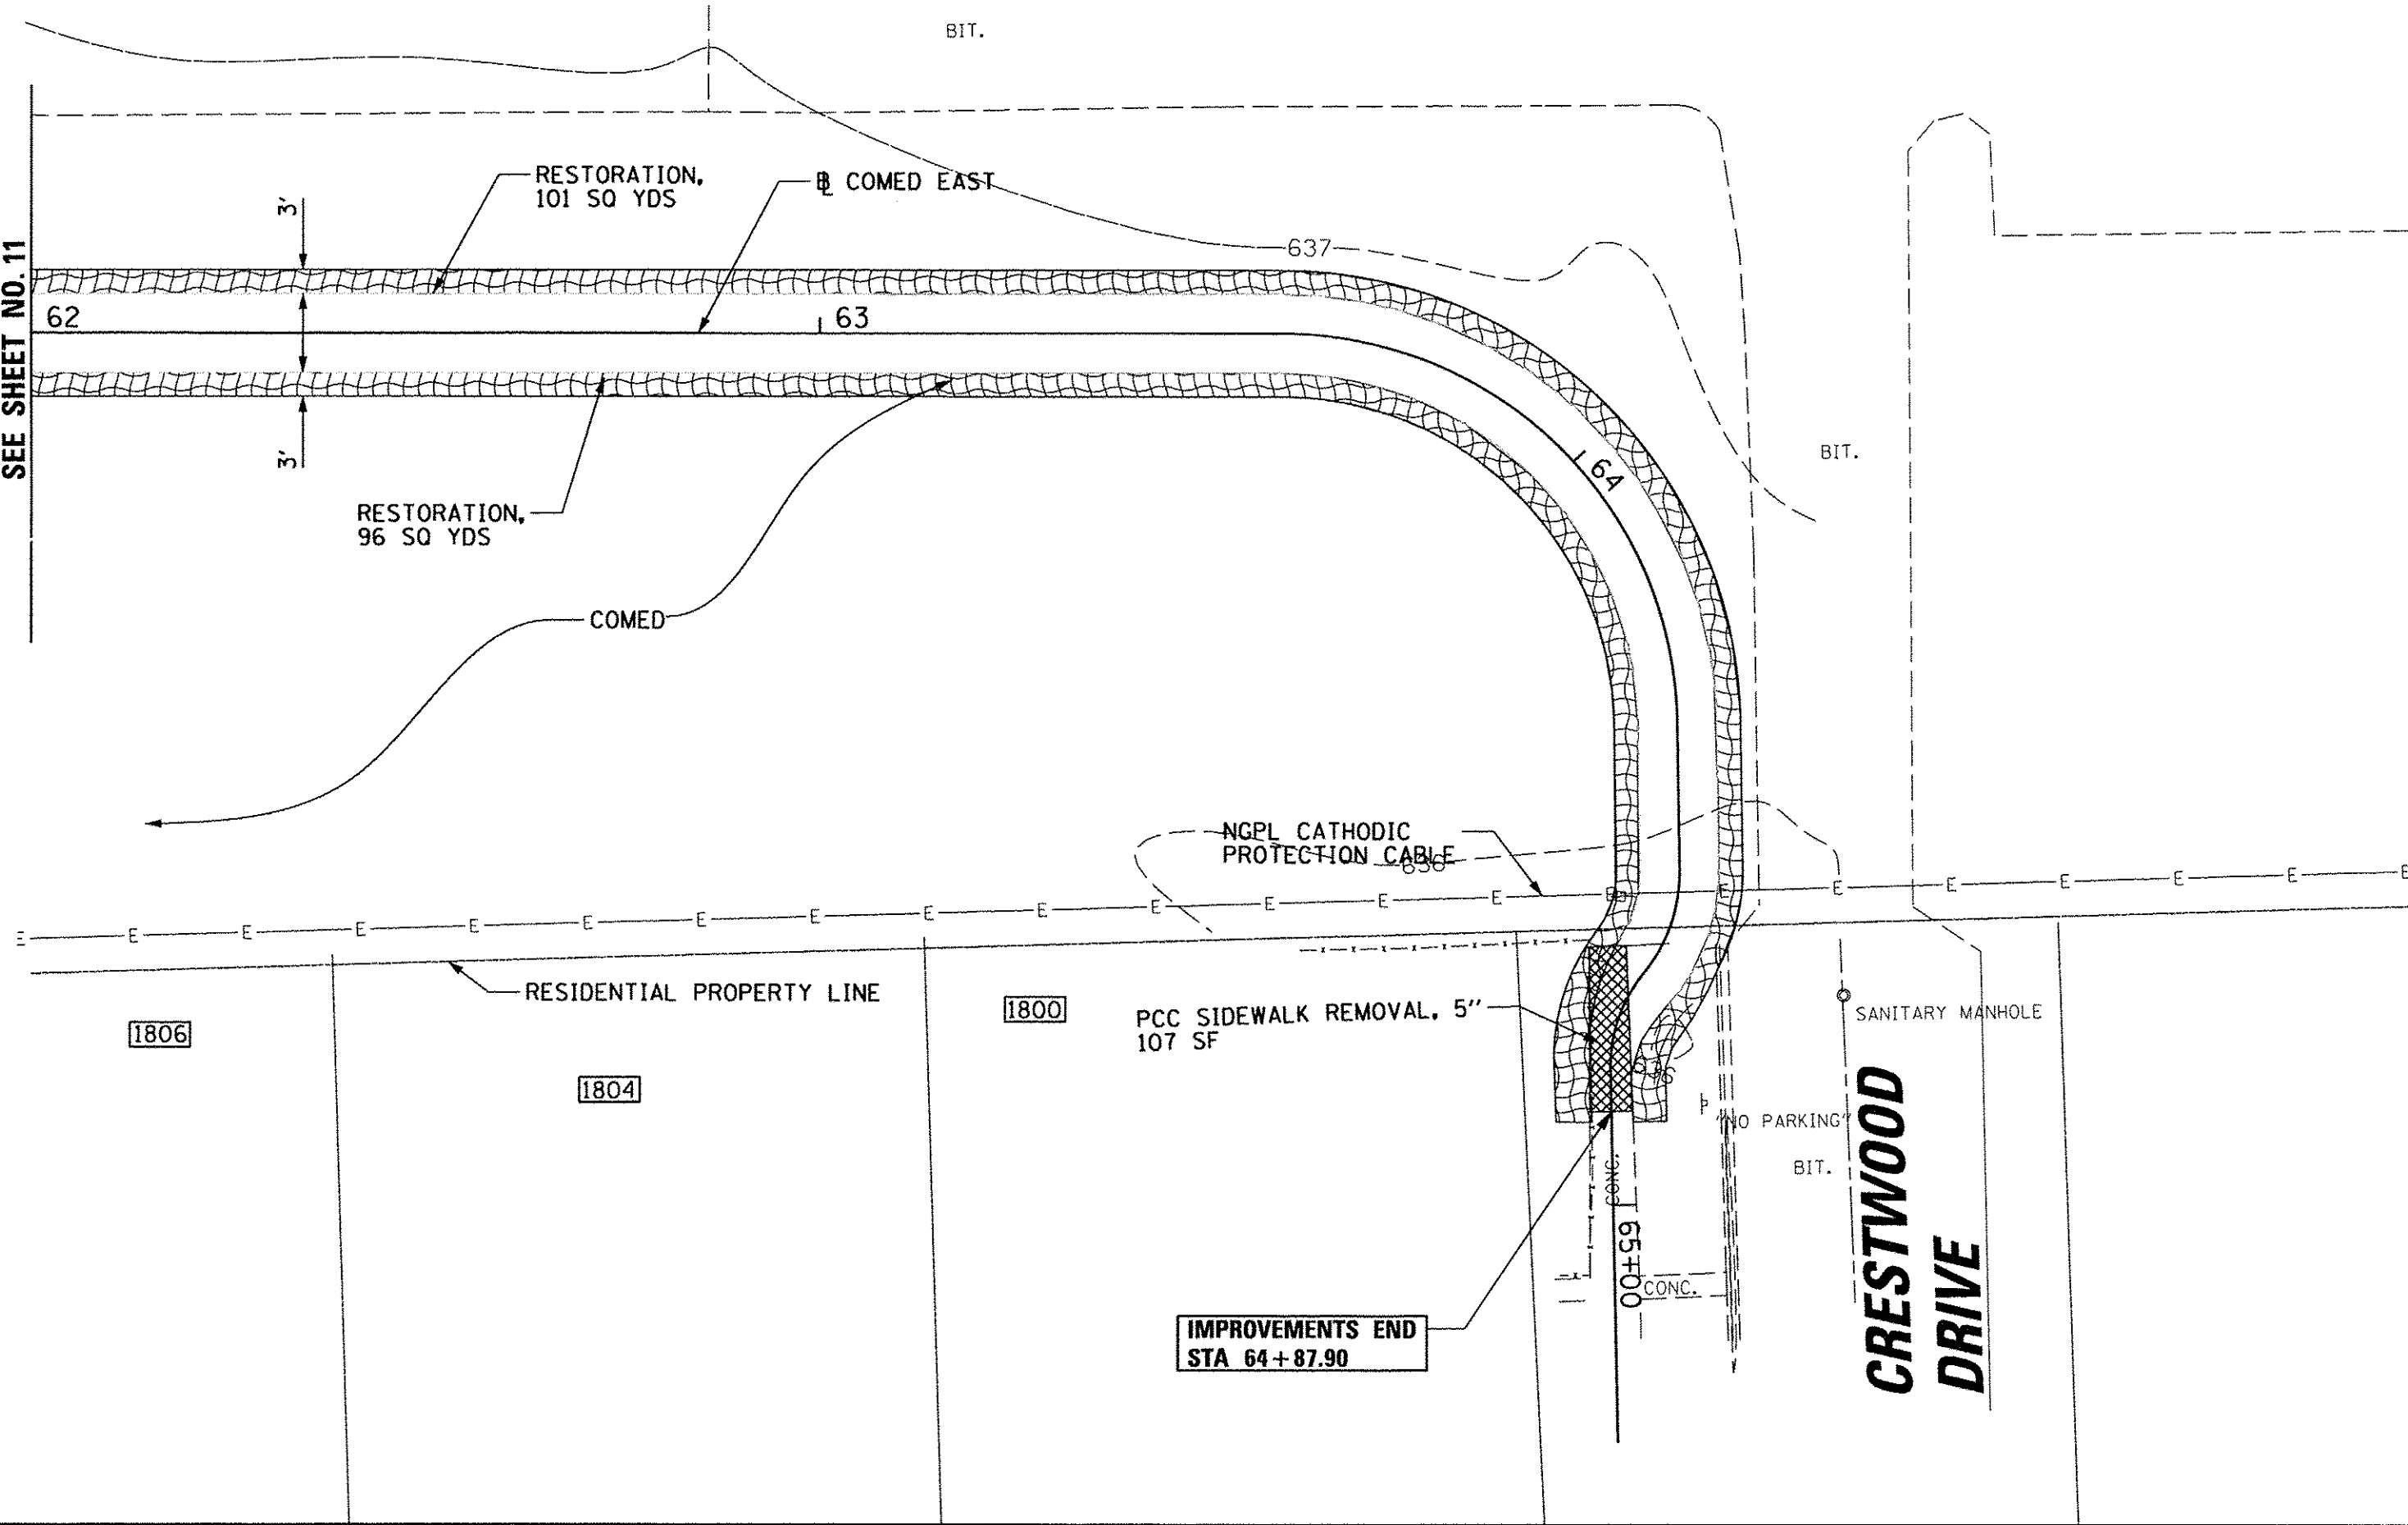 BIT.
SEE SHEET NO. 11
RESTORATION,
101 SQ YDS
℄ COMED EAST
3'
637
62
63
64
BIT.
3'
RESTORATION,
96 SQ YDS
COMED
NGPL CATHODIC
PROTECTION CABLE
636
E E E E E E E E E E E E E E E E E E E E E
RESIDENTIAL PROPERTY LINE
1806
1804
1800
PCC SIDEWALK REMOVAL, 5"
107 SF
SANITARY MANHOLE
636
"NO PARKING"
BIT.
CONC.
65+00
CONC.
CRESTWOOD
DRIVE
IMPROVEMENTS END
STA 64+87.90